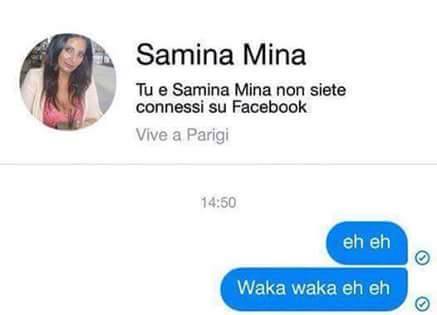 Samina Mina
Tu e Samina Mina non siete
connessi su Facebook
Vive a Parigi
14:50
eh eh
Waka waka eh eh